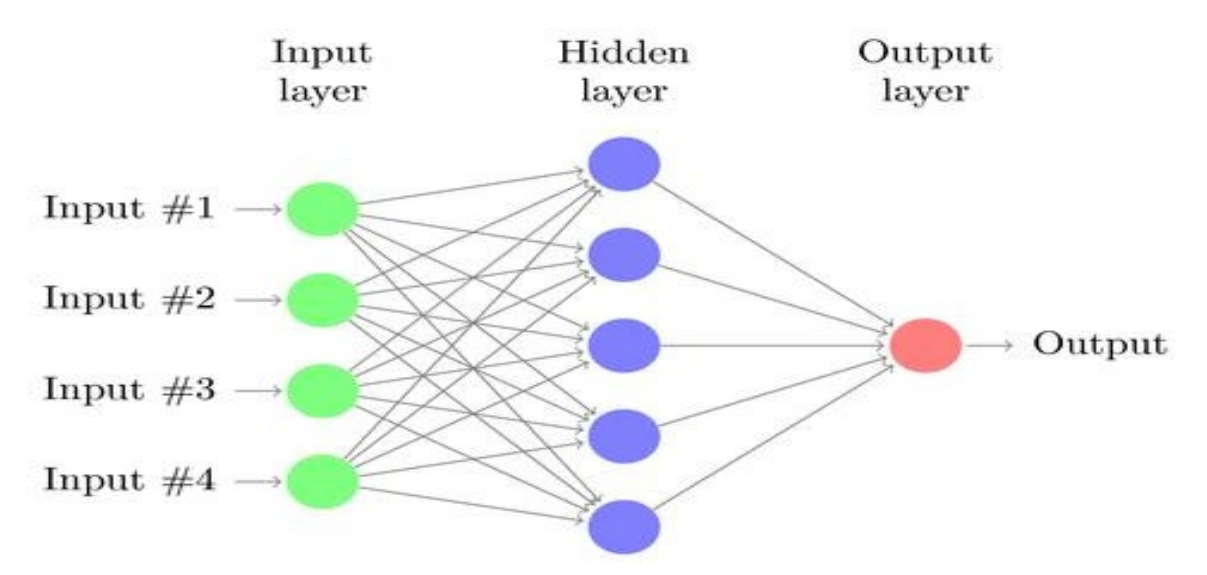 Input
layer
Hidden
layer
Output
layer
Input #1
Input #2
Input #3
Input #4
Output